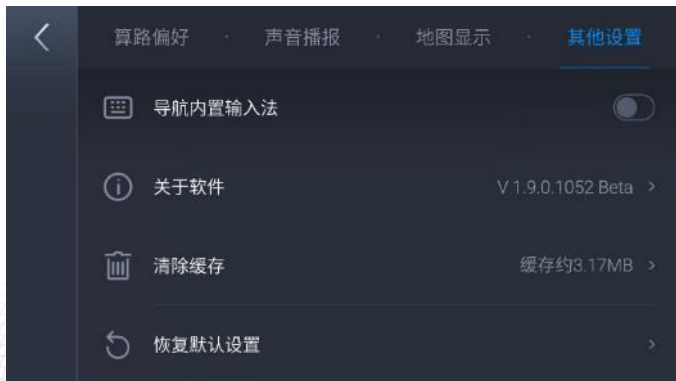 算路偏好 · 声音播报 · 地图显示 · 其他设置
导航内置输入法
关于软件 V 1.9.0.1052 Beta >
清除缓存 缓存约3.17MB >
恢复默认设置 >